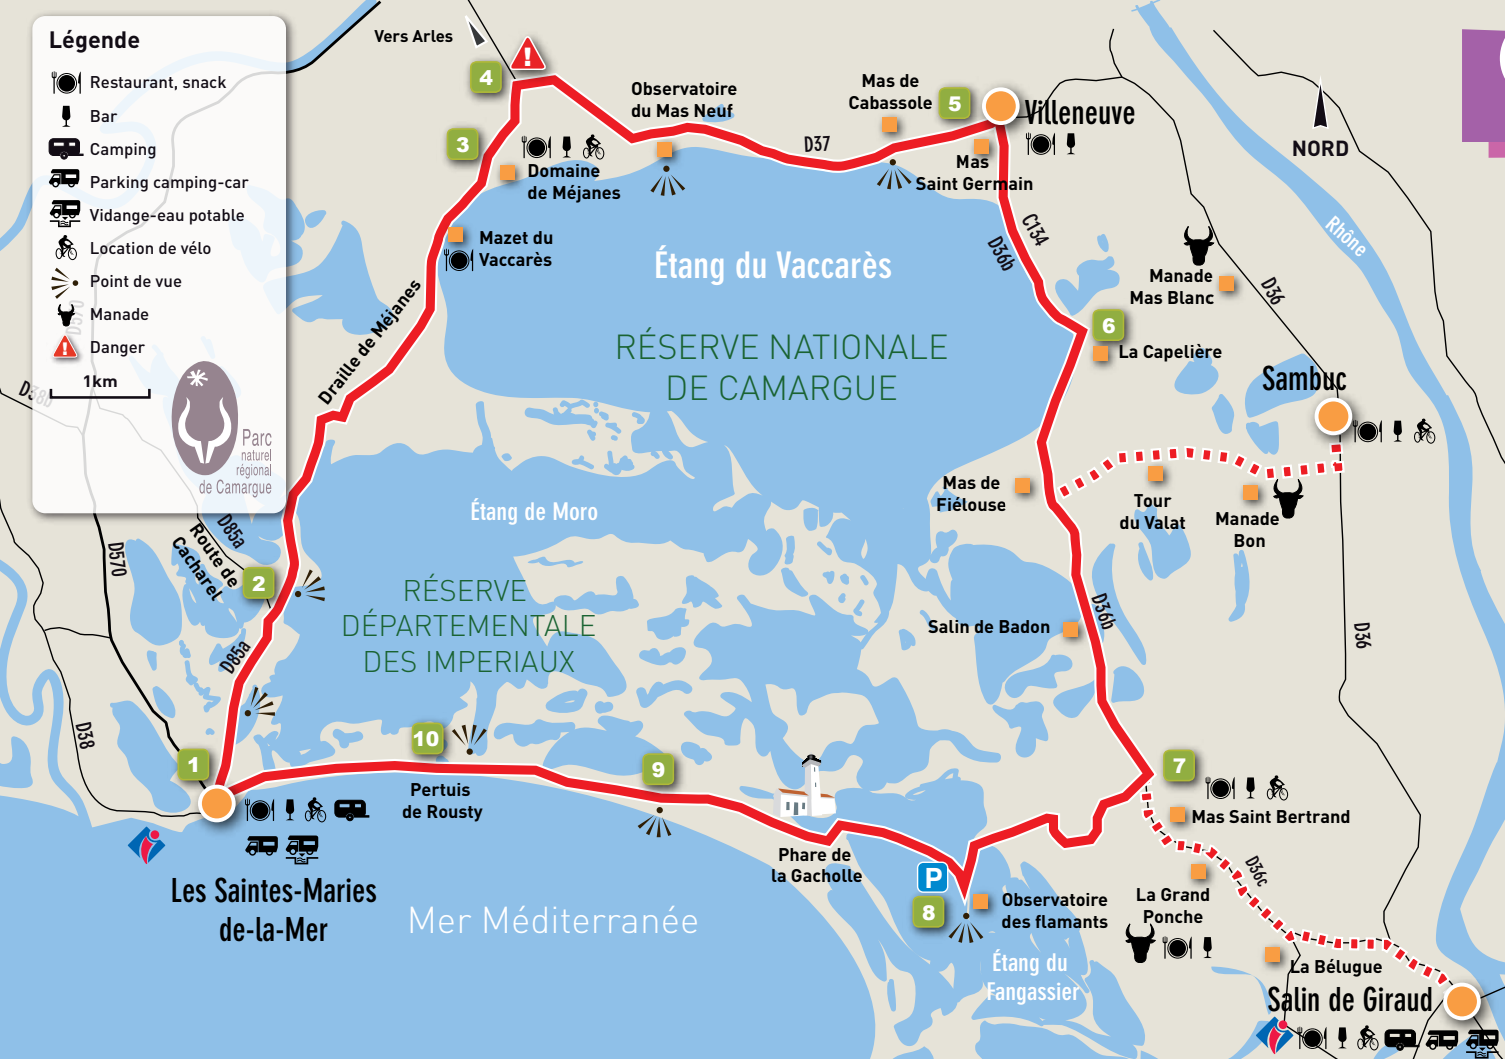 Légende
Restaurant, snack
Bar
Camping
Parking camping-car
Vidange-eau potable
Location de vélo
Point de vue
Manade
! Danger
1km
D570
D38b
Parc
naturel
régional
de Camargue
Vers Arles
4
!
3
Domaine
de Méjanes
Mazet du
Vaccarès
Draille de Méjanes
Observatoire
du Mas Neuf
D37
Mas de
Cabassole
5
Villeneuve
Mas
Saint Germain
NORD
Rhône
C134
D36b
Étang du Vaccarès
RÉSERVE NATIONALE
DE CAMARGUE
Manade
Mas Blanc
D36
6
La Capelière
Sambuc
Mas de
Fiélouse
Tour
du Valat
Manade
Bon
Étang de Moro
D85a
Route de
Cacharel
D570
2
RÉSERVE
DÉPARTEMENTALE
DES IMPERIAUX
D85a
Salin de Badon
D36b
D36
D38
1
10
Pertuis
de Rousty
9
7
Mas Saint Bertrand
Phare de
la Gacholle
P
8
Observatoire
des flamants
D36c
La Grand
Ponche
Les Saintes-Maries
de-la-Mer
Mer Méditerranée
Étang du
Fangassier
La Bélugue
Salin de Giraud